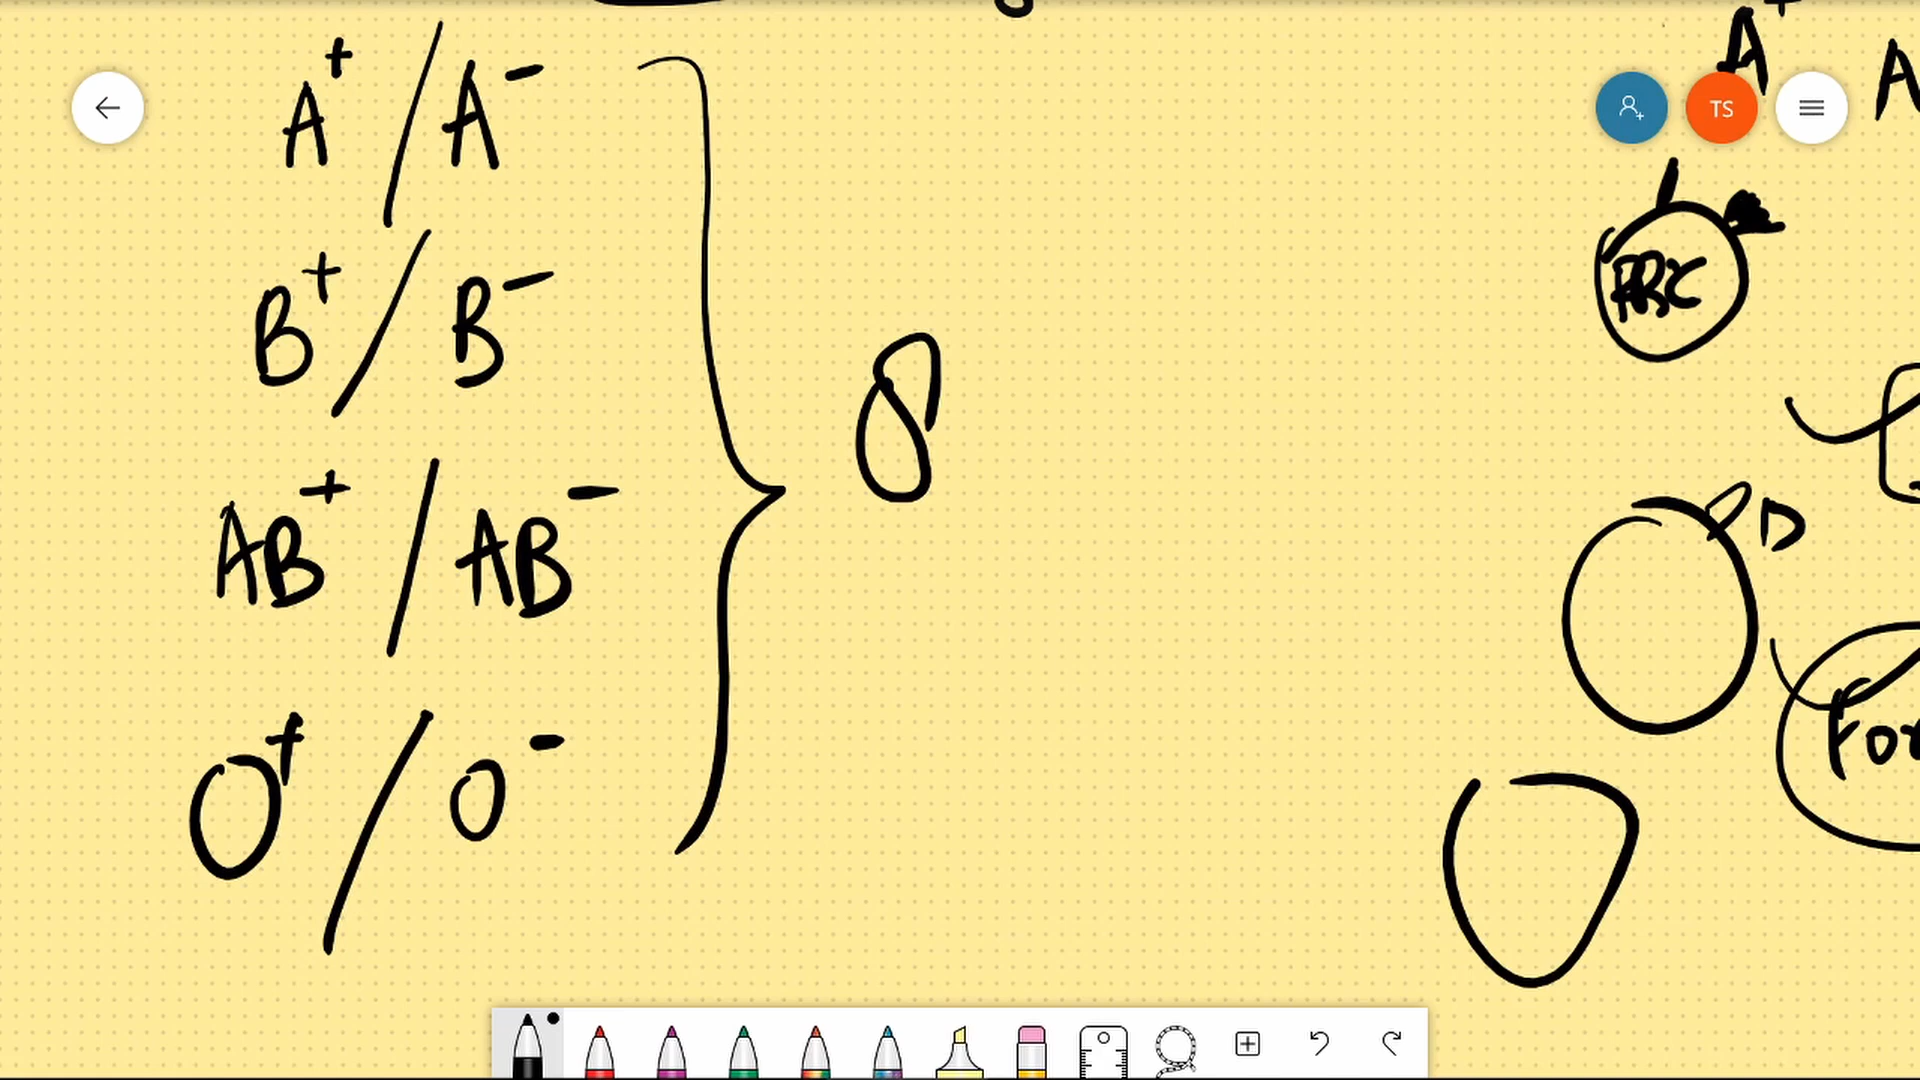 A⁺ / A⁻
B⁺ / B⁻
AB⁺ / AB⁻
O⁺ / O⁻
8
A⁺
A
TS
RBC
D